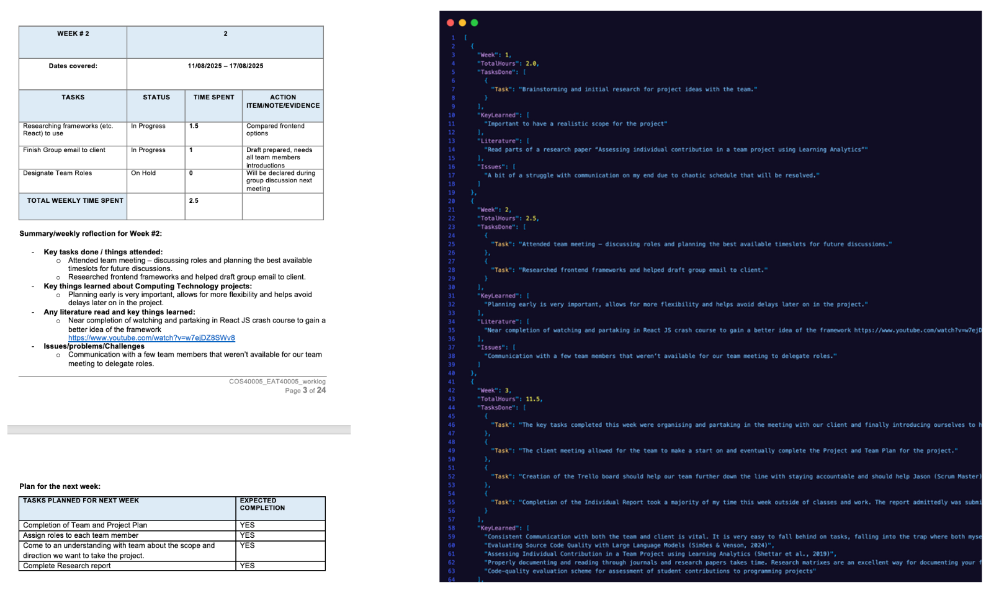 WEEK # 2
2
Dates covered:
11/08/2025 – 17/08/2025
TASKS
STATUS
TIME SPENT
ACTION
ITEM/NOTE/EVIDENCE
Researching frameworks (etc.
React) to use
In Progress
1.5
Compared frontend
options
Finish Group email to client
In Progress
1
Draft prepared, needs
all team members
introductions
Designate Team Roles
On Hold
0
Will be declared during
group discussion next
meeting
TOTAL WEEKLY TIME SPENT
2.5
Summary/weekly reflection for Week #2:
- Key tasks done / things attended:
o Attended team meeting – discussing roles and planning the best available
timeslots for future discussions.
o Researched frontend frameworks and helped draft group email to client.
- Key things learned about Computing Technology projects:
o Planning early is very important, allows for more flexibility and helps avoid
delays later on in the project.
- Any literature read and key things learned:
o Near completion of watching and partaking in React JS crash course to gain a
better idea of the framework
https://www.youtube.com/watch?v=w7ejDZ8SWv8
- Issues/problems/Challenges
o Communication with a few team members that weren't available for our team
meeting to delegate roles.
COS40005_EAT40005_worklog
Page 3 of 24
Plan for the next week:
TASKS PLANNED FOR NEXT WEEK
EXPECTED
COMPLETION
Completion of Team and Project Plan
YES
Assign roles to each team member
YES
Come to an understanding with team about the scope and
direction we want to take the project.
YES
Complete Research report
YES
1 [
2 {
3 "Week": 1,
4 "TotalHours": 2.0,
5 "TasksDone": [
6 {
7 "Task": "Brainstorming and initial research for project ideas with the team."
8 }
9 ],
10 "KeyLearned": [
11 "Important to have a realistic scope for the project"
12 ],
13 "Literature": [
14 "Read parts of a research paper “Assessing individual contribution in a team project using Learning Analytics”"
15 ],
16 "Issues": [
17 "A bit of a struggle with communication on my end due to chaotic schedule that will be resolved."
18 ]
19 },
20 {
21 "Week": 2,
22 "TotalHours": 2.5,
23 "TasksDone": [
24 {
25 "Task": "Attended team meeting – discussing roles and planning the best available timeslots for future discussions."
26 },
27 {
28 "Task": "Researched frontend frameworks and helped draft group email to client."
29 }
30 ],
31 "KeyLearned": [
32 "Planning early is very important, allows for more flexibility and helps avoid delays later on in the project."
33 ],
34 "Literature": [
35 "Near completion of watching and partaking in React JS crash course to gain a better idea of the framework https://www.youtube.com/watch?v=w7ejD
36 ],
37 "Issues": [
38 "Communication with a few team members that weren’t available for our team meeting to delegate roles."
39 ]
40 },
41 {
42 "Week": 3,
43 "TotalHours": 11.5,
44 "TasksDone": [
45 {
46 "Task": "The key tasks completed this week were organising and partaking in the meeting with our client and finally introducing ourselves to h
47 },
48 {
49 "Task": "The client meeting allowed for the team to make a start on and eventually complete the Project and Team Plan for the project."
50 },
51 {
52 "Task": "Creation of the Trello board should help our team further down the line with staying accountable and should help Jason (Scrum Master)
53 },
54 {
55 "Task": "Completion of the Individual Report took a majority of my time this week outside of classes and work. The report admittedly was submi
56 }
57 ],
58 "KeyLearned": [
59 "Consistent Communication with both the team and client is vital. It is very easy to fall behind on tasks, falling into the trap where both myse
60 "Evaluating Source Code Quality with Large Language Models (Simões & Venson, 2024)",
61 "Assessing Individual Contribution in a Team Project using Learning Analytics (Shettar et al., 2019)",
62 "Properly documenting and reading through journals and research papers takes time. Research matrixes are an excellent way for documenting your f
63 "Code-quality evaluation scheme for assessment of student contributions to programming projects"
64 ],